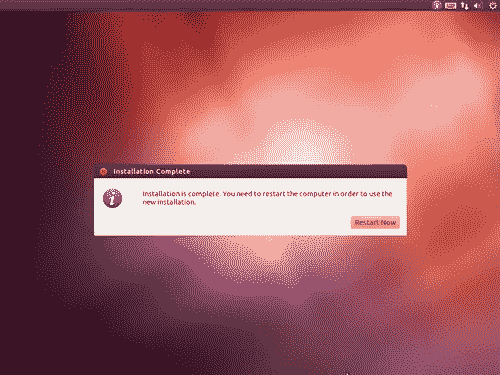 Installation Complete
Installation is complete. You need to restart the computer in order to use the
new installation.
Restart Now